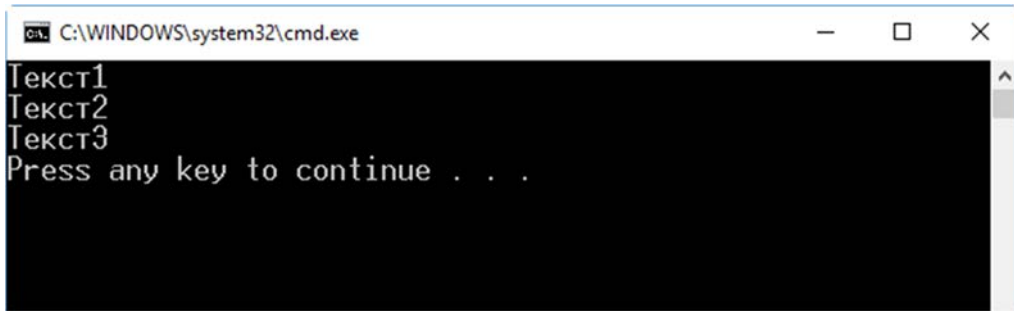 C:\WINDOWS\system32\cmd.exe
Текст1
Текст2
Текст3
Press any key to continue . . .